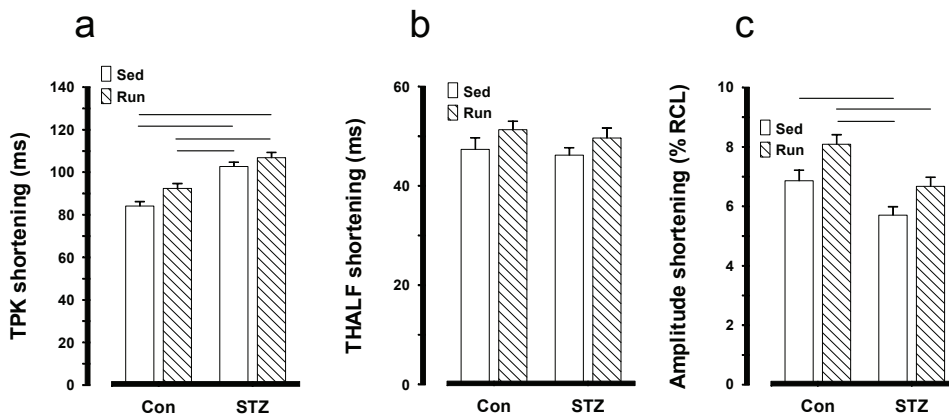 a
Sed
Run
TPK shortening (ms)
140
120
100
80
60
40
20
0
Con STZ
b
Sed
Run
THALF shortening (ms)
60
40
20
0
Con STZ
c
Sed
Run
Amplitude shortening (% RCL)
10
8
6
4
2
0
Con STZ